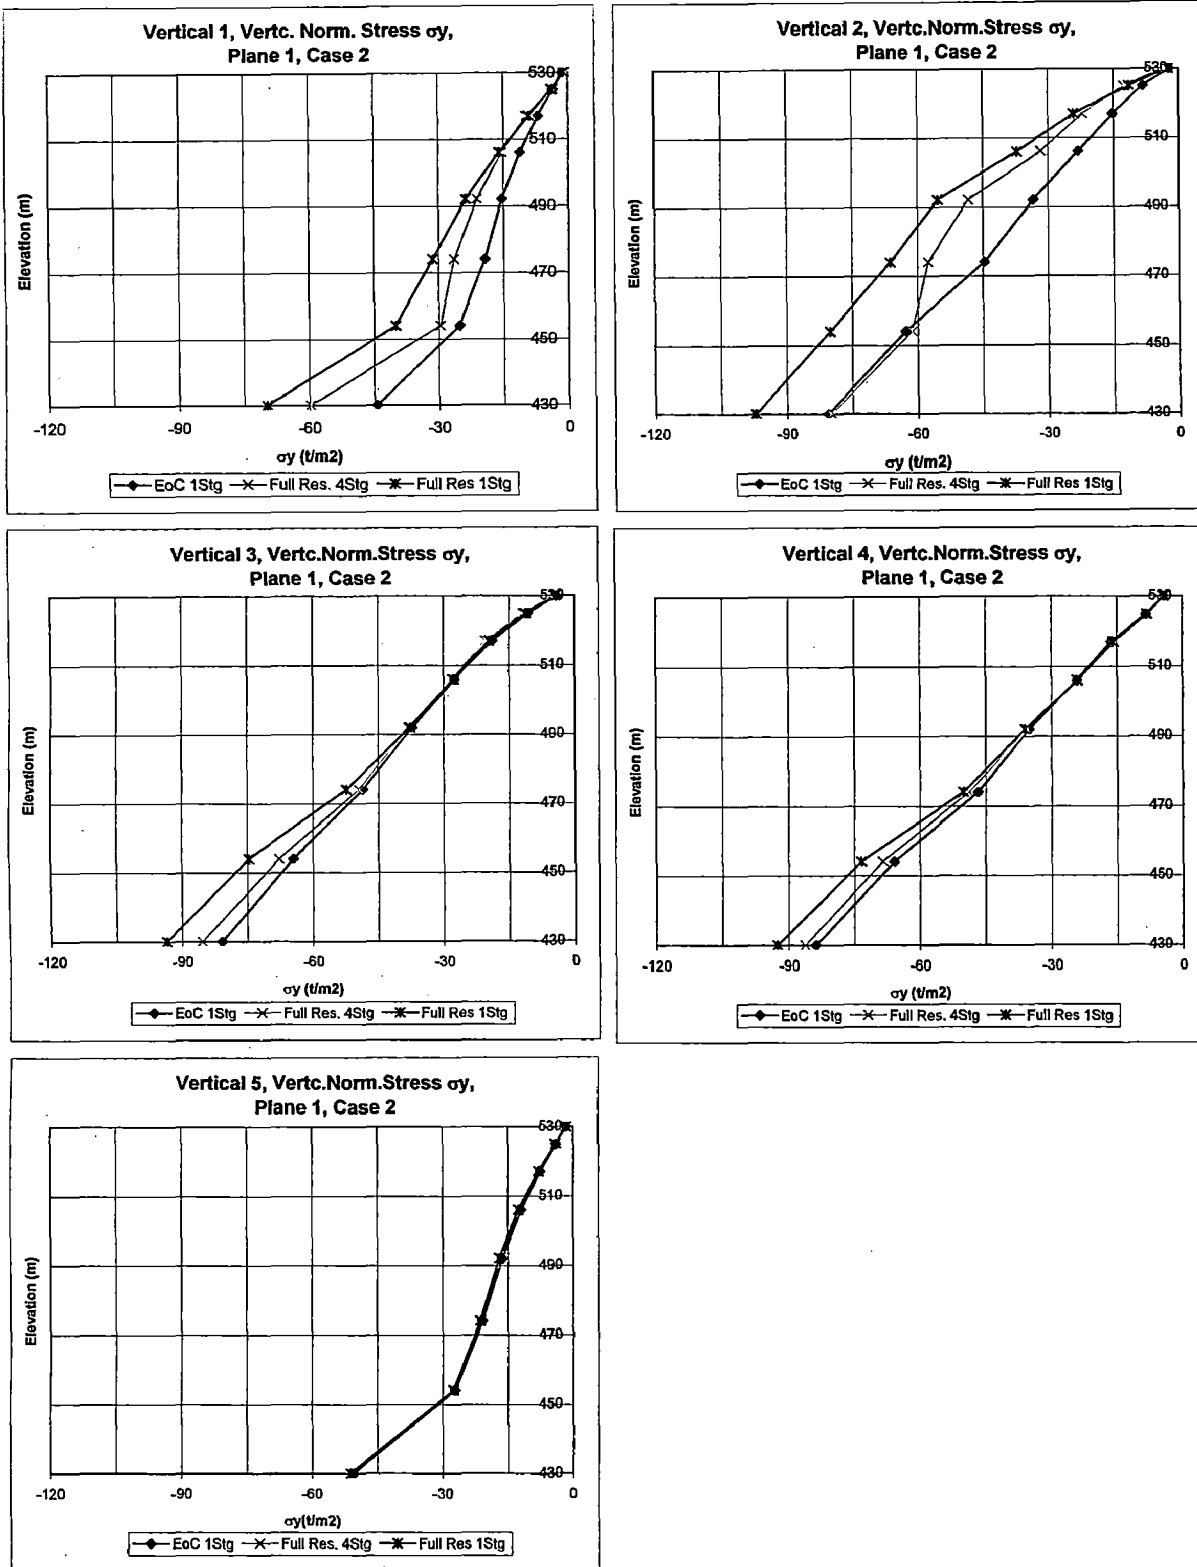 Vertical 1, Vertc. Norm. Stress σy,
Plane 1, Case 2
530
510
490
470
450
430
Elevation (m)
-120 -90 -60 -30 0
σy (t/m2)
EoC 1Stg Full Res. 4Stg Full Res 1Stg
Vertical 2, Vertc.Norm.Stress σy,
Plane 1, Case 2
530
510
490
470
450
430
Elevation (m)
-120 -90 -60 -30 0
σy (t/m2)
EoC 1Stg Full Res. 4Stg Full Res 1Stg
Vertical 3, Vertc.Norm.Stress σy,
Plane 1, Case 2
530
510
490
470
450
430
Elevation (m)
-120 -90 -60 -30 0
σy (t/m2)
EoC 1Stg Full Res. 4Stg Full Res 1Stg
Vertical 4, Vertc.Norm.Stress σy,
Plane 1, Case 2
530
510
490
470
450
430
Elevation (m)
-120 -90 -60 -30 0
σy (t/m2)
EoC 1Stg Full Res. 4Stg Full Res 1Stg
Vertical 5, Vertc.Norm.Stress σy,
Plane 1, Case 2
530
510
490
470
450
430
Elevation (m)
-120 -90 -60 -30 0
σy(t/m2)
EoC 1Stg Full Res. 4Stg Full Res 1Stg